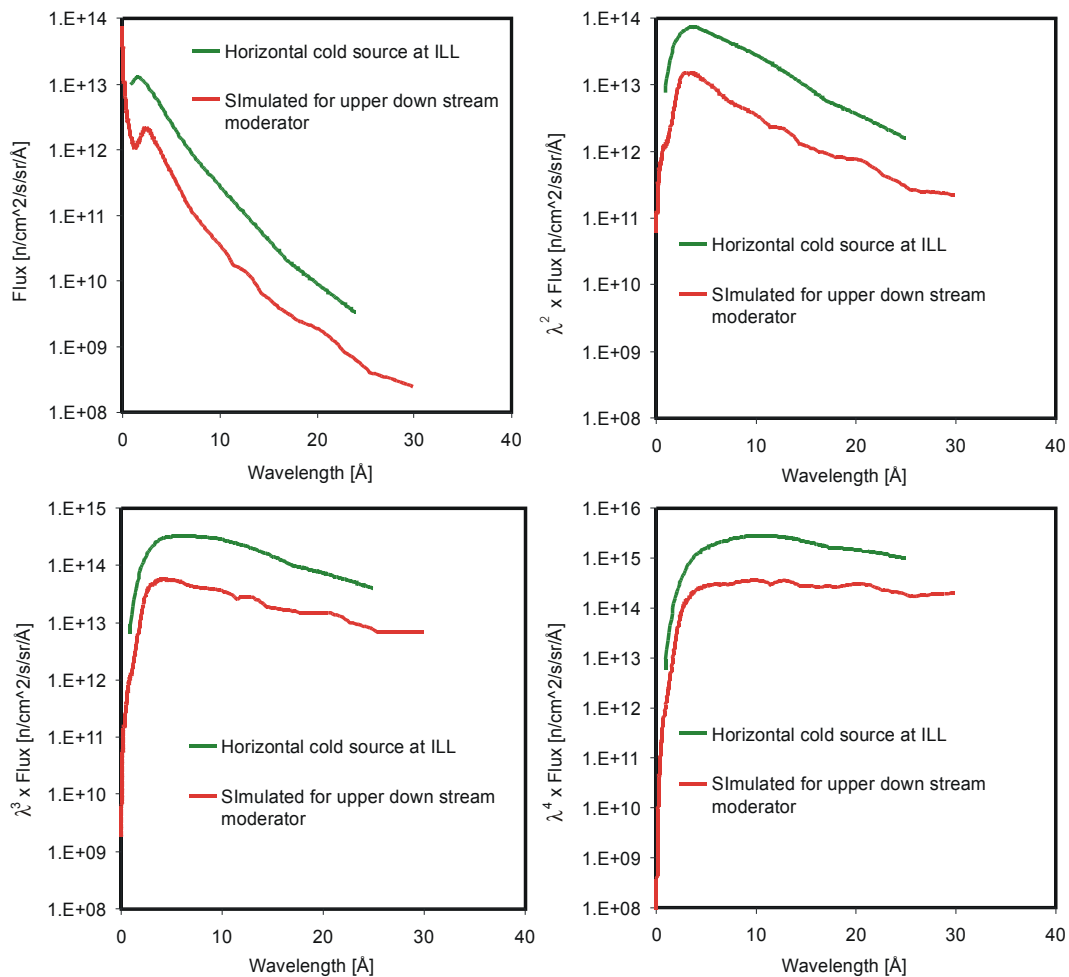 Flux [n/cm^2/s/sr/Å]
1.E+14
1.E+13
1.E+12
1.E+11
1.E+10
1.E+09
1.E+08
Horizontal cold source at ILL
SImulated for upper down stream
moderator
0 10 20 30 40
Wavelength [Å]
λ² x Flux [n/cm^2/s/sr/Å]
1.E+14
1.E+13
1.E+12
1.E+11
1.E+10
1.E+09
1.E+08
Horizontal cold source at ILL
SImulated for upper down stream
moderator
0 10 20 30 40
Wavelength [Å]
λ³ x Flux [n/cm^2/s/sr/Å]
1.E+15
1.E+14
1.E+13
1.E+12
1.E+11
1.E+10
1.E+09
1.E+08
Horizontal cold source at ILL
SImulated for upper down stream
moderator
0 10 20 30 40
Wavelength [Å]
λ⁴ x Flux [n/cm^2/s/sr/Å]
1.E+16
1.E+15
1.E+14
1.E+13
1.E+12
1.E+11
1.E+10
1.E+09
1.E+08
Horizontal cold source at ILL
SImulated for upper down stream
moderator
0 10 20 30 40
Wavelength [Å]